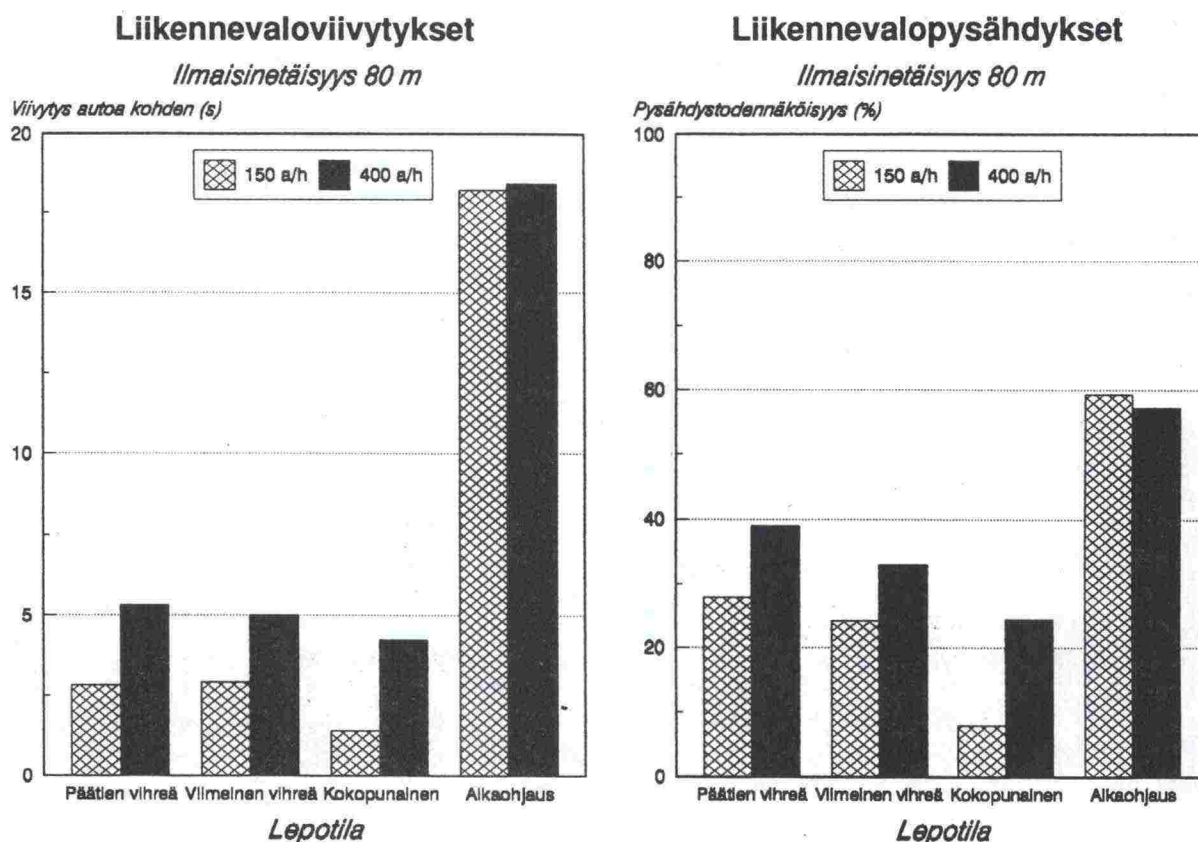 Liikennevaloviivytykset
Ilmaisinetäisyys 80 m
Viivytys autoa kohden (s)
20
150 a/h 400 a/h
15
10
5
0
Päätien vihreä Viimeinen vihreä Kokopunainen Aikaohjaus
Lepotila
Liikennevalopysähdykset
Ilmaisinetäisyys 80 m
Pysähdystodennäköisyys (%)
100
150 a/h 400 a/h
80
60
40
20
0
Päätien vihreä Viimeinen vihreä Kokopunainen Aikaohjaus
Lepotila